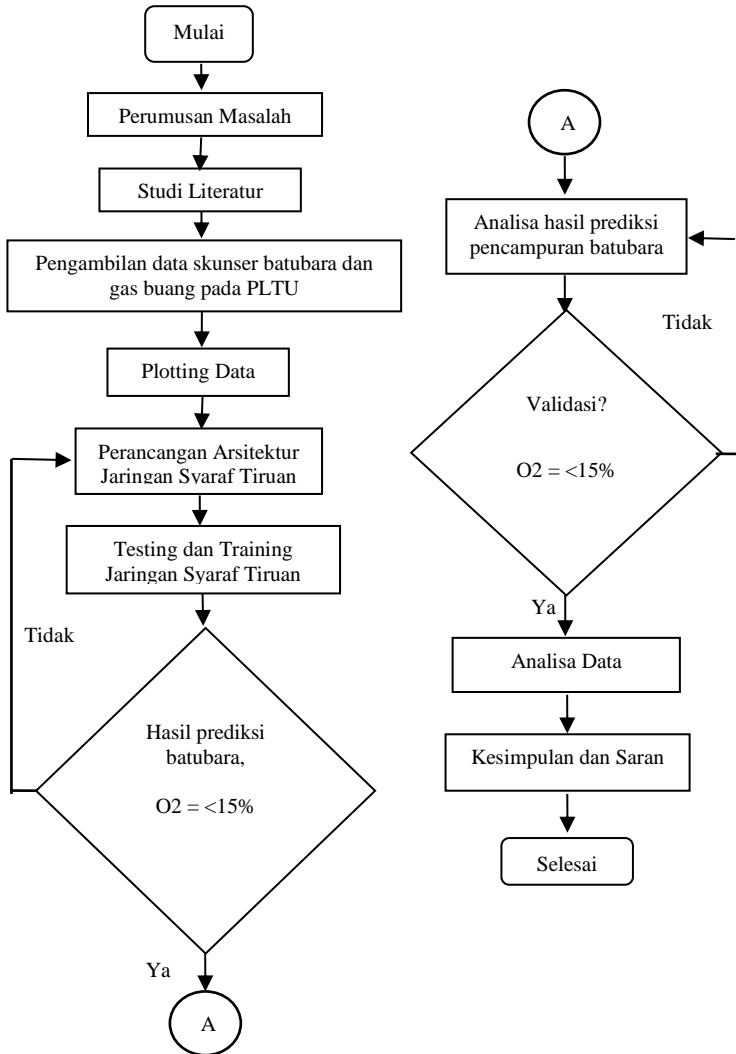 Mulai
Perumusan Masalah
Studi Literatur
Pengambilan data skunser batubara dan
gas buang pada PLTU
Plotting Data
Perancangan Arsitektur
Jaringan Syaraf Tiruan
Testing dan Training
Jaringan Syaraf Tiruan
Tidak
Hasil prediksi
batubara,
O2 = <15%
Ya
A
A
Analisa hasil prediksi
pencampuran batubara
Tidak
Validasi?
O2 = <15%
Ya
Analisa Data
Kesimpulan dan Saran
Selesai